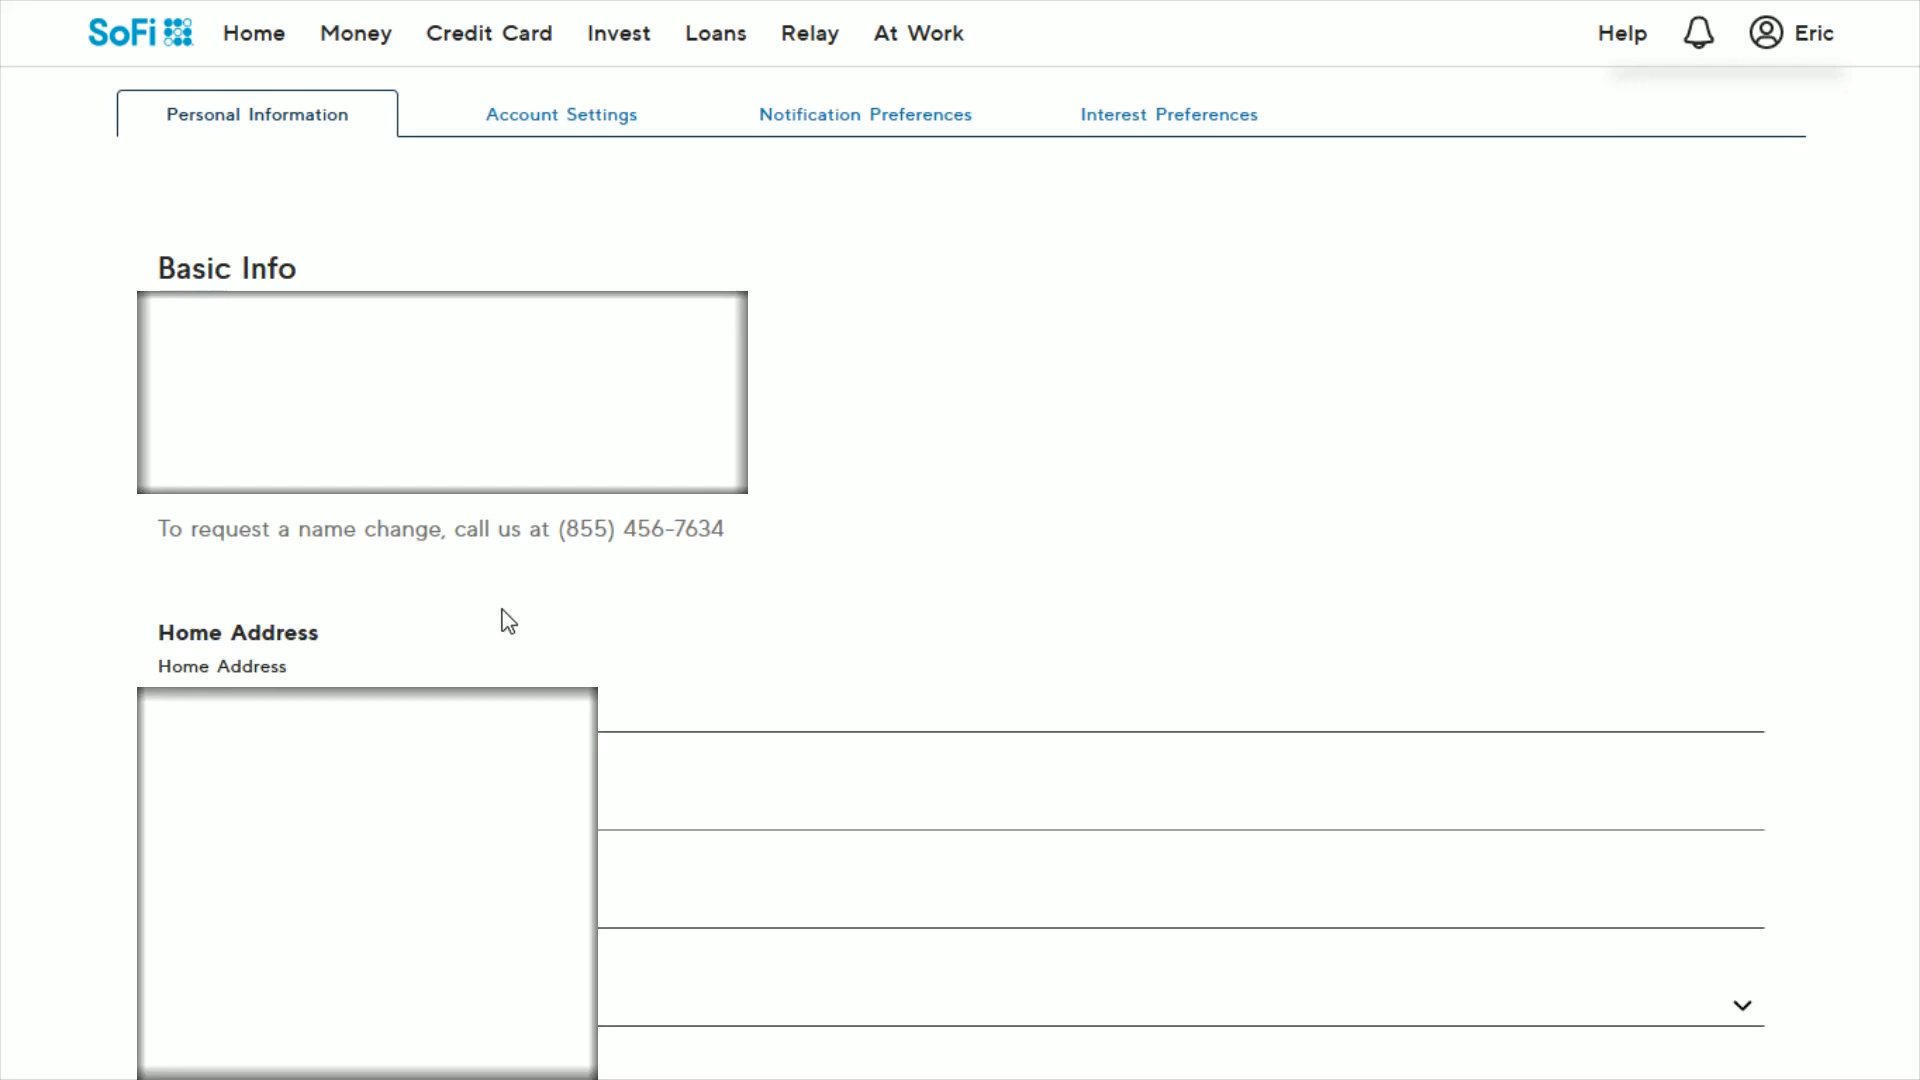 SoFi Home Money Credit Card Invest Loans Relay At Work Help Eric
Personal Information Account Settings Notification Preferences Interest Preferences
Basic Info
To request a name change, call us at (855) 456-7634
Home Address
Home Address